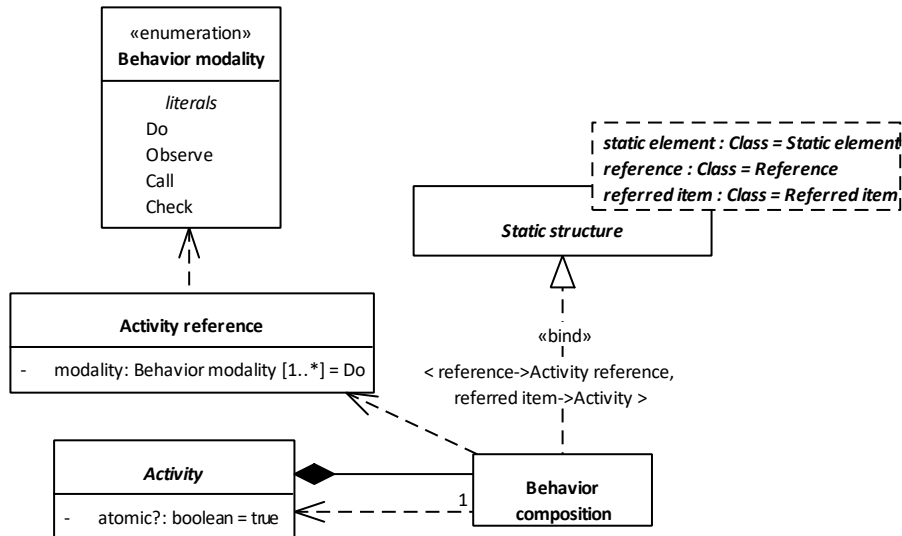 «enumeration»
Behavior modality
literals
Do
Observe
Call
Check
static element : Class = Static element
reference : Class = Reference
referred item : Class = Referred item
Static structure
Activity reference
- modality: Behavior modality [1..*] = Do
«bind»
< reference->Activity reference,
referred item->Activity >
Activity
- atomic?: boolean = true
1
Behavior
composition